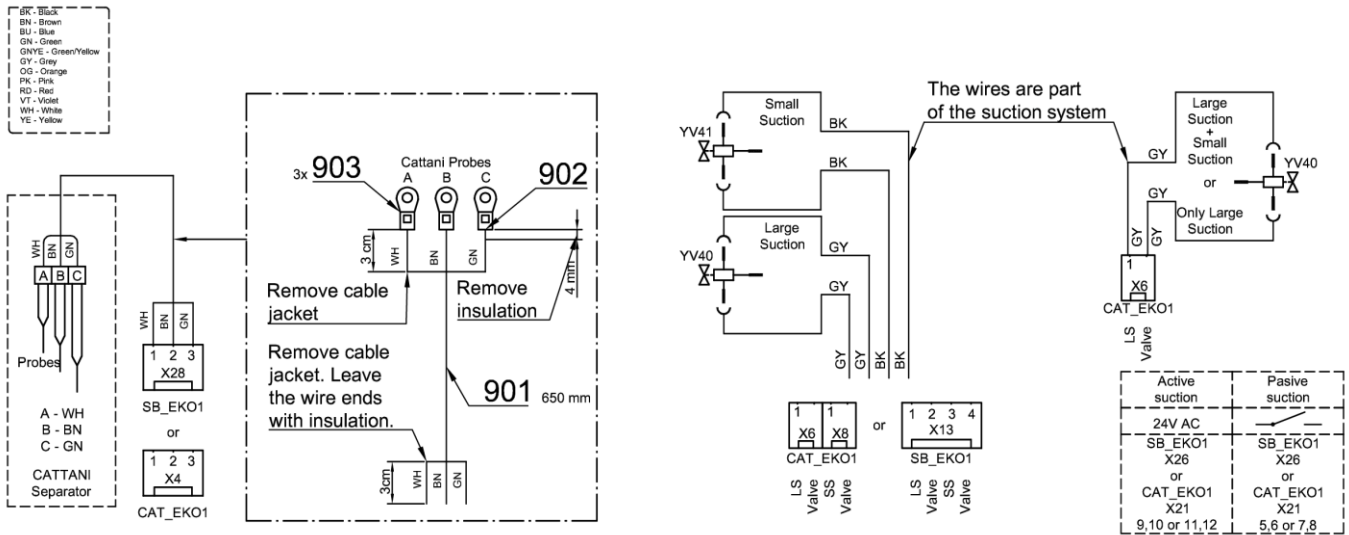 BK - Black
BN - Brown
BU - Blue
GN - Green
GNYE - Green/Yellow
GY - Grey
OG - Orange
PK - Pink
RD - Red
VT - Violet
WH - White
YE - Yellow
WH
BN
GN
A B C
Probes
A - WH
B - BN
C - GN
CATTANI
Separator
WH
BN
GN
1 2 3
X28
SB_EKO1
or
1 2 3
X4
CAT_EKO1
3x 903
Cattani Probes
A B C
902
3 cm
WH
BN
GN
4 mm
Remove cable
jacket
Remove
insulation
Remove cable
jacket. Leave
the wire ends
with insulation.
901 650 mm
3cm
WH
BN
GN
Small
Suction
BK
YV41
BK
Large
Suction
GY
YV40
GY
GY
GY
BK
BK
1 1
X6 X8
CAT_EKO1
LS
Valve
SS
Valve
or
1 2 3 4
X13
SB_EKO1
LS
Valve
SS
Valve
The wires are part
of the suction system
Large
Suction
+
Small
Suction
or
Only Large
Suction
YV40
GY
GY
GY
GY
1
X6
CAT_EKO1
LS
Valve
Active
suction
Pasive
suction
24V AC
SB_EKO1
X26
or
CAT_EKO1
X21
9,10 or 11,12
SB_EKO1
X26
or
CAT_EKO1
X21
5,6 or 7,8